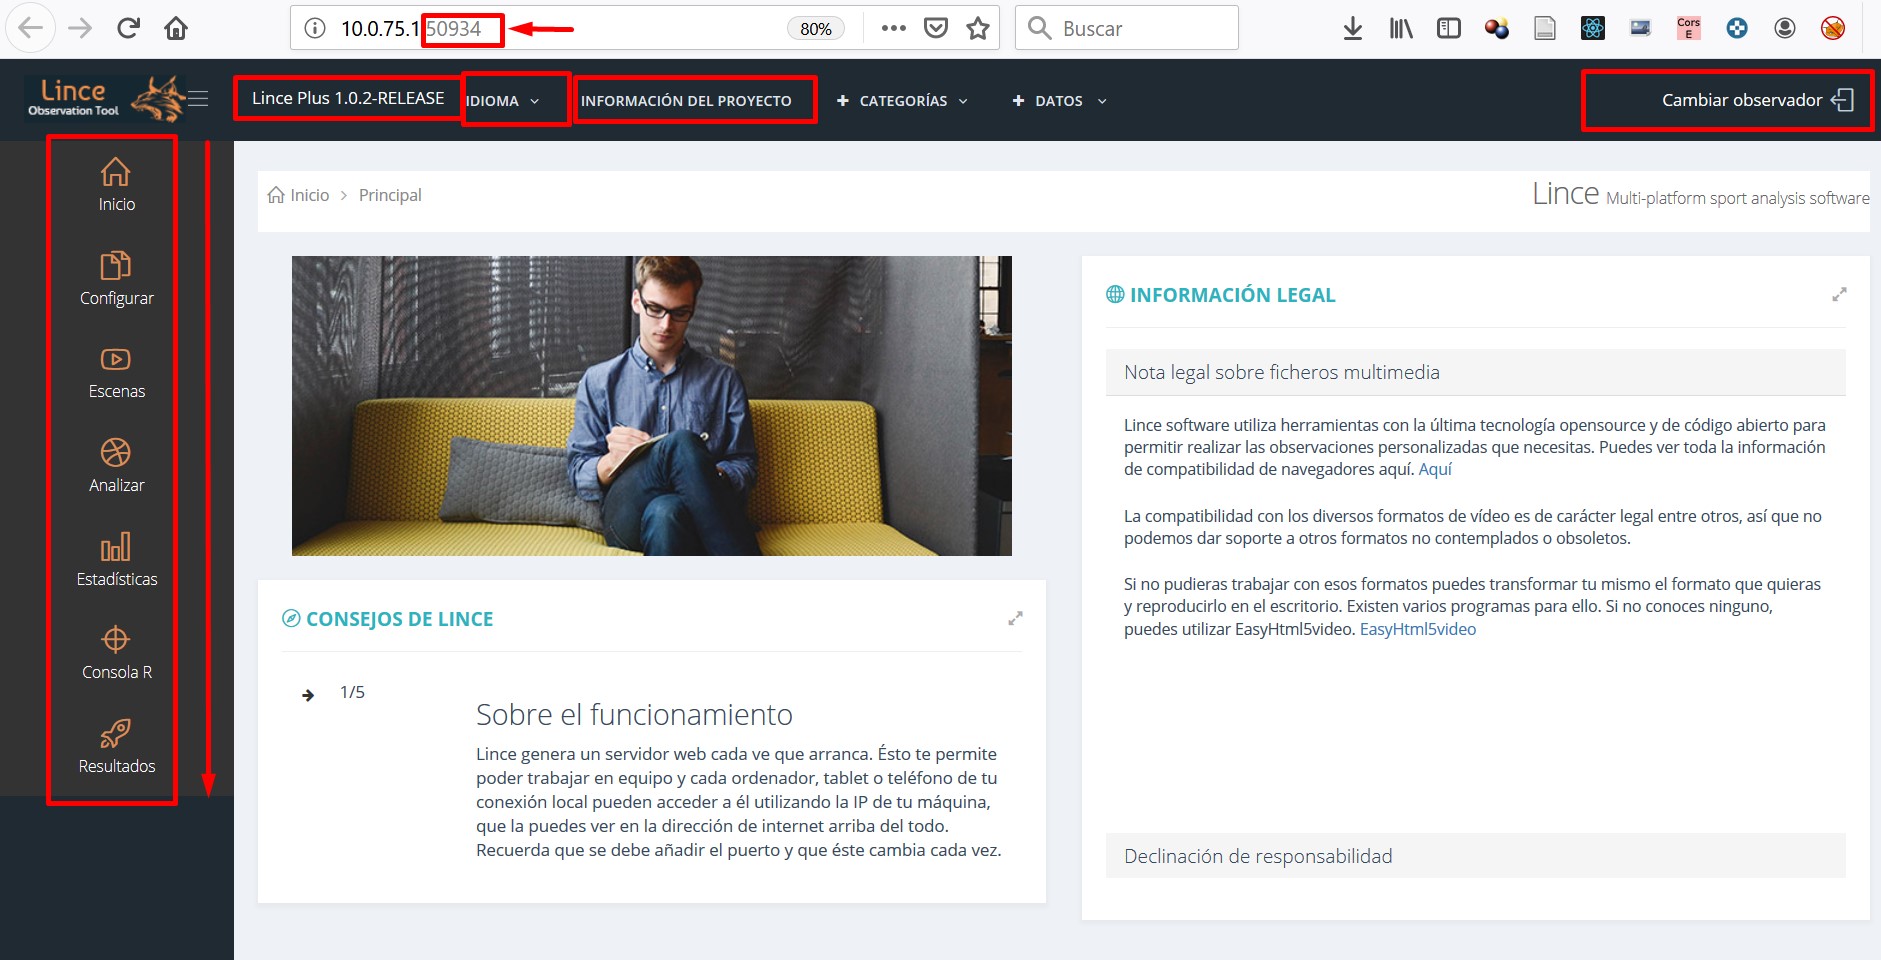 10.0.75.1
50934
80%
Buscar
Cors
E
Lince
Observation Tool
Lince Plus 1.0.2-RELEASE
IDIOMA
INFORMACIÓN DEL PROYECTO
CATEGORÍAS
DATOS
Cambiar observador
Inicio
Configurar
Escenas
Analizar
Estadísticas
Consola R
Resultados
Inicio > Principal
Lince Multi-platform sport analysis software
CONSEJOS DE LINCE
1/5
Sobre el funcionamiento
Lince genera un servidor web cada ve que arranca. Ésto te permite
poder trabajar en equipo y cada ordenador, tablet o teléfono de tu
conexión local pueden acceder a él utilizando la IP de tu máquina,
que la puedes ver en la dirección de internet arriba del todo.
Recuerda que se debe añadir el puerto y que éste cambia cada vez.
INFORMACIÓN LEGAL
Nota legal sobre ficheros multimedia
Lince software utiliza herramientas con la última tecnología opensource y de código abierto para
permitir realizar las observaciones personalizadas que necesitas. Puedes ver toda la información
de compatibilidad de navegadores aquí. Aquí
La compatibilidad con los diversos formatos de vídeo es de carácter legal entre otros, así que no
podemos dar soporte a otros formatos no contemplados o obsoletos.
Si no pudieras trabajar con esos formatos puedes transformar tu mismo el formato que quieras
y reproducirlo en el escritorio. Existen varios programas para ello. Si no conoces ninguno,
puedes utilizar EasyHtml5video. EasyHtml5video
Declinación de responsabilidad